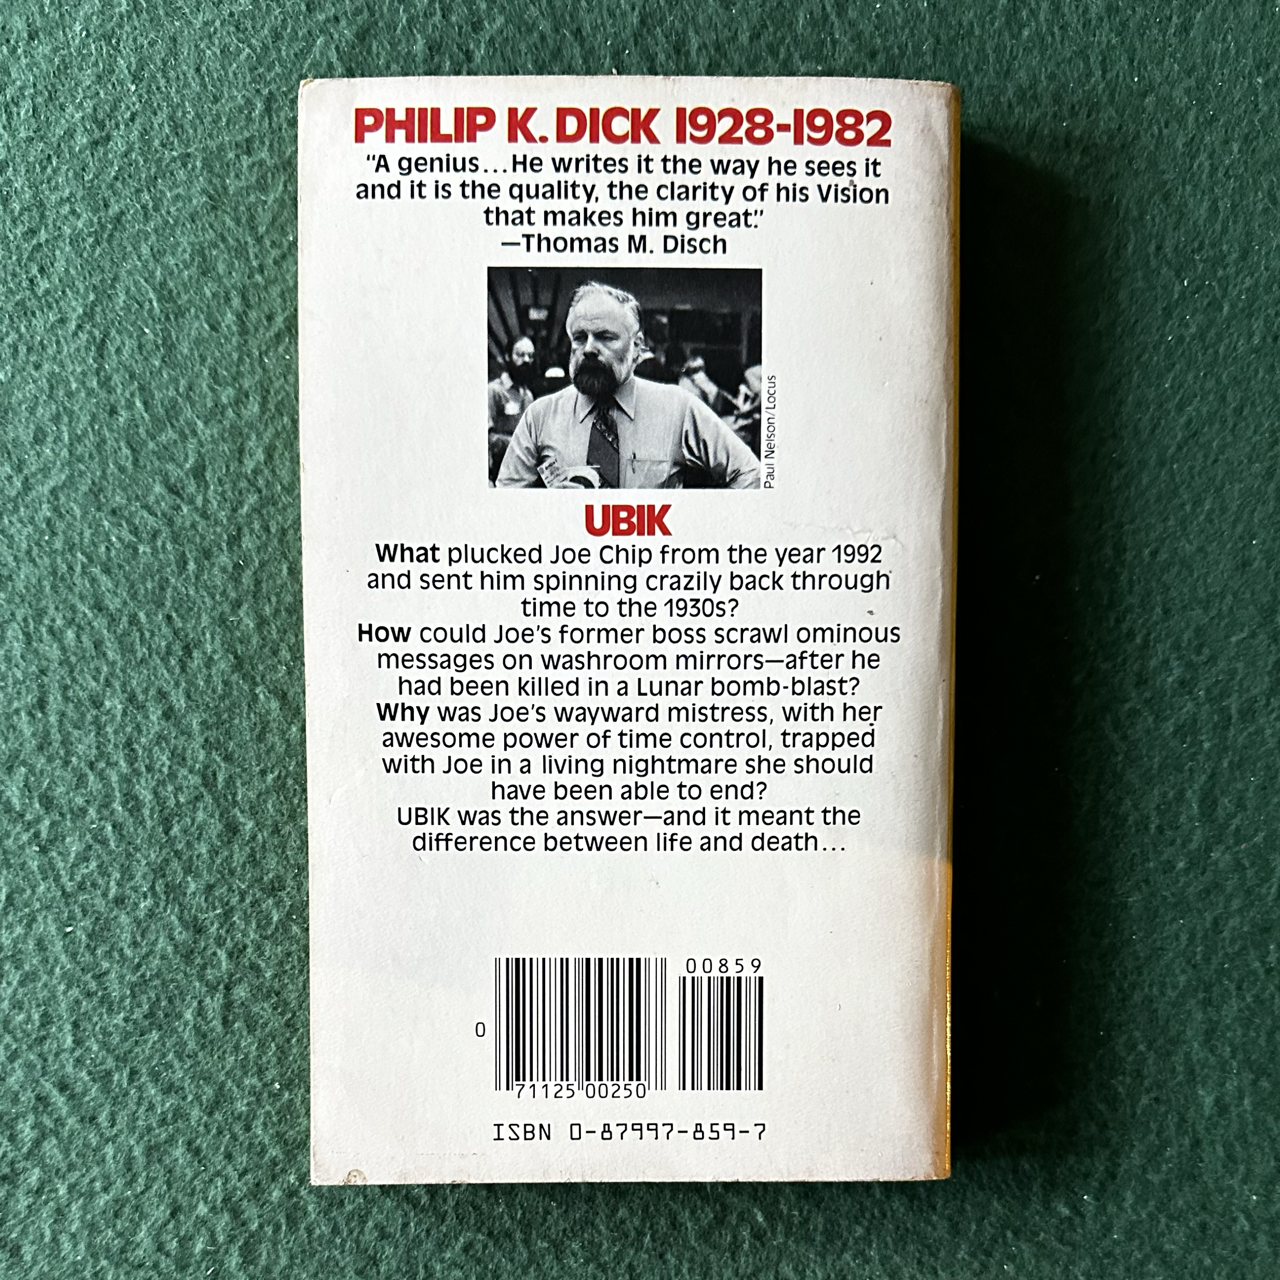 PHILIP K. DICK 1928-1982
"A genius...He writes it the way he sees it
and it is the quality, the clarity of his Vision
that makes him great."
—Thomas M. Disch
Paul Nelson/Locus
UBIK
What plucked Joe Chip from the year 1992
and sent him spinning crazily back through
time to the 1930s?
How could Joe's former boss scrawl ominous
messages on washroom mirrors—after he
had been killed in a Lunar bomb-blast?
Why was Joe's wayward mistress, with her
awesome power of time control, trapped
with Joe in a living nightmare she should
have been able to end?
UBIK was the answer—and it meant the
difference between life and death...
00859
0
71125 00250
ISBN 0-87997-859-7